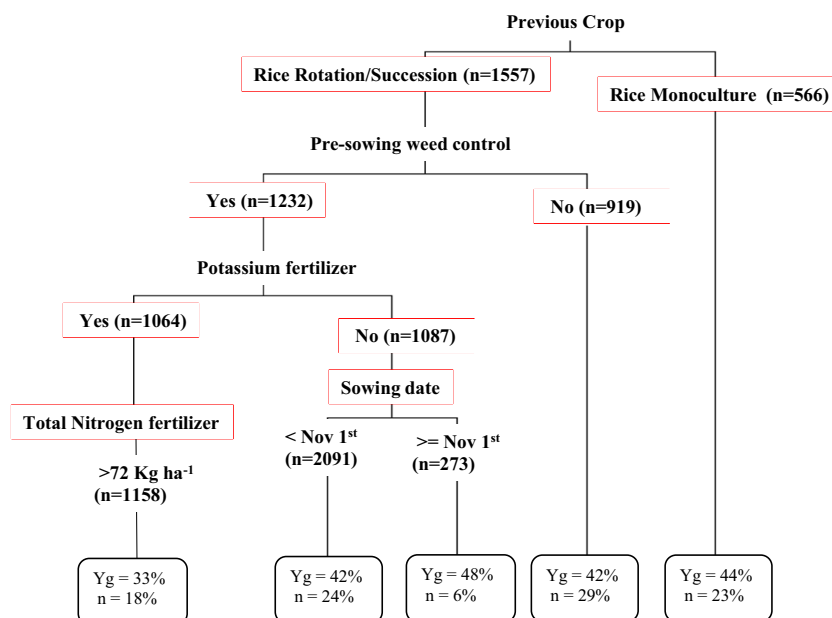 Previous Crop
Rice Rotation/Succession (n=1557)
Rice Monoculture (n=566)
Pre-sowing weed control
Yes (n=1232)
No (n=919)
Potassium fertilizer
Yes (n=1064)
No (n=1087)
Sowing date
Total Nitrogen fertilizer
< Nov 1st
(n=2091)
>= Nov 1st
(n=273)
>72 Kg ha-1
(n=1158)
Yg = 33%
n = 18%
Yg = 42%
n = 24%
Yg = 48%
n = 6%
Yg = 42%
n = 29%
Yg = 44%
n = 23%